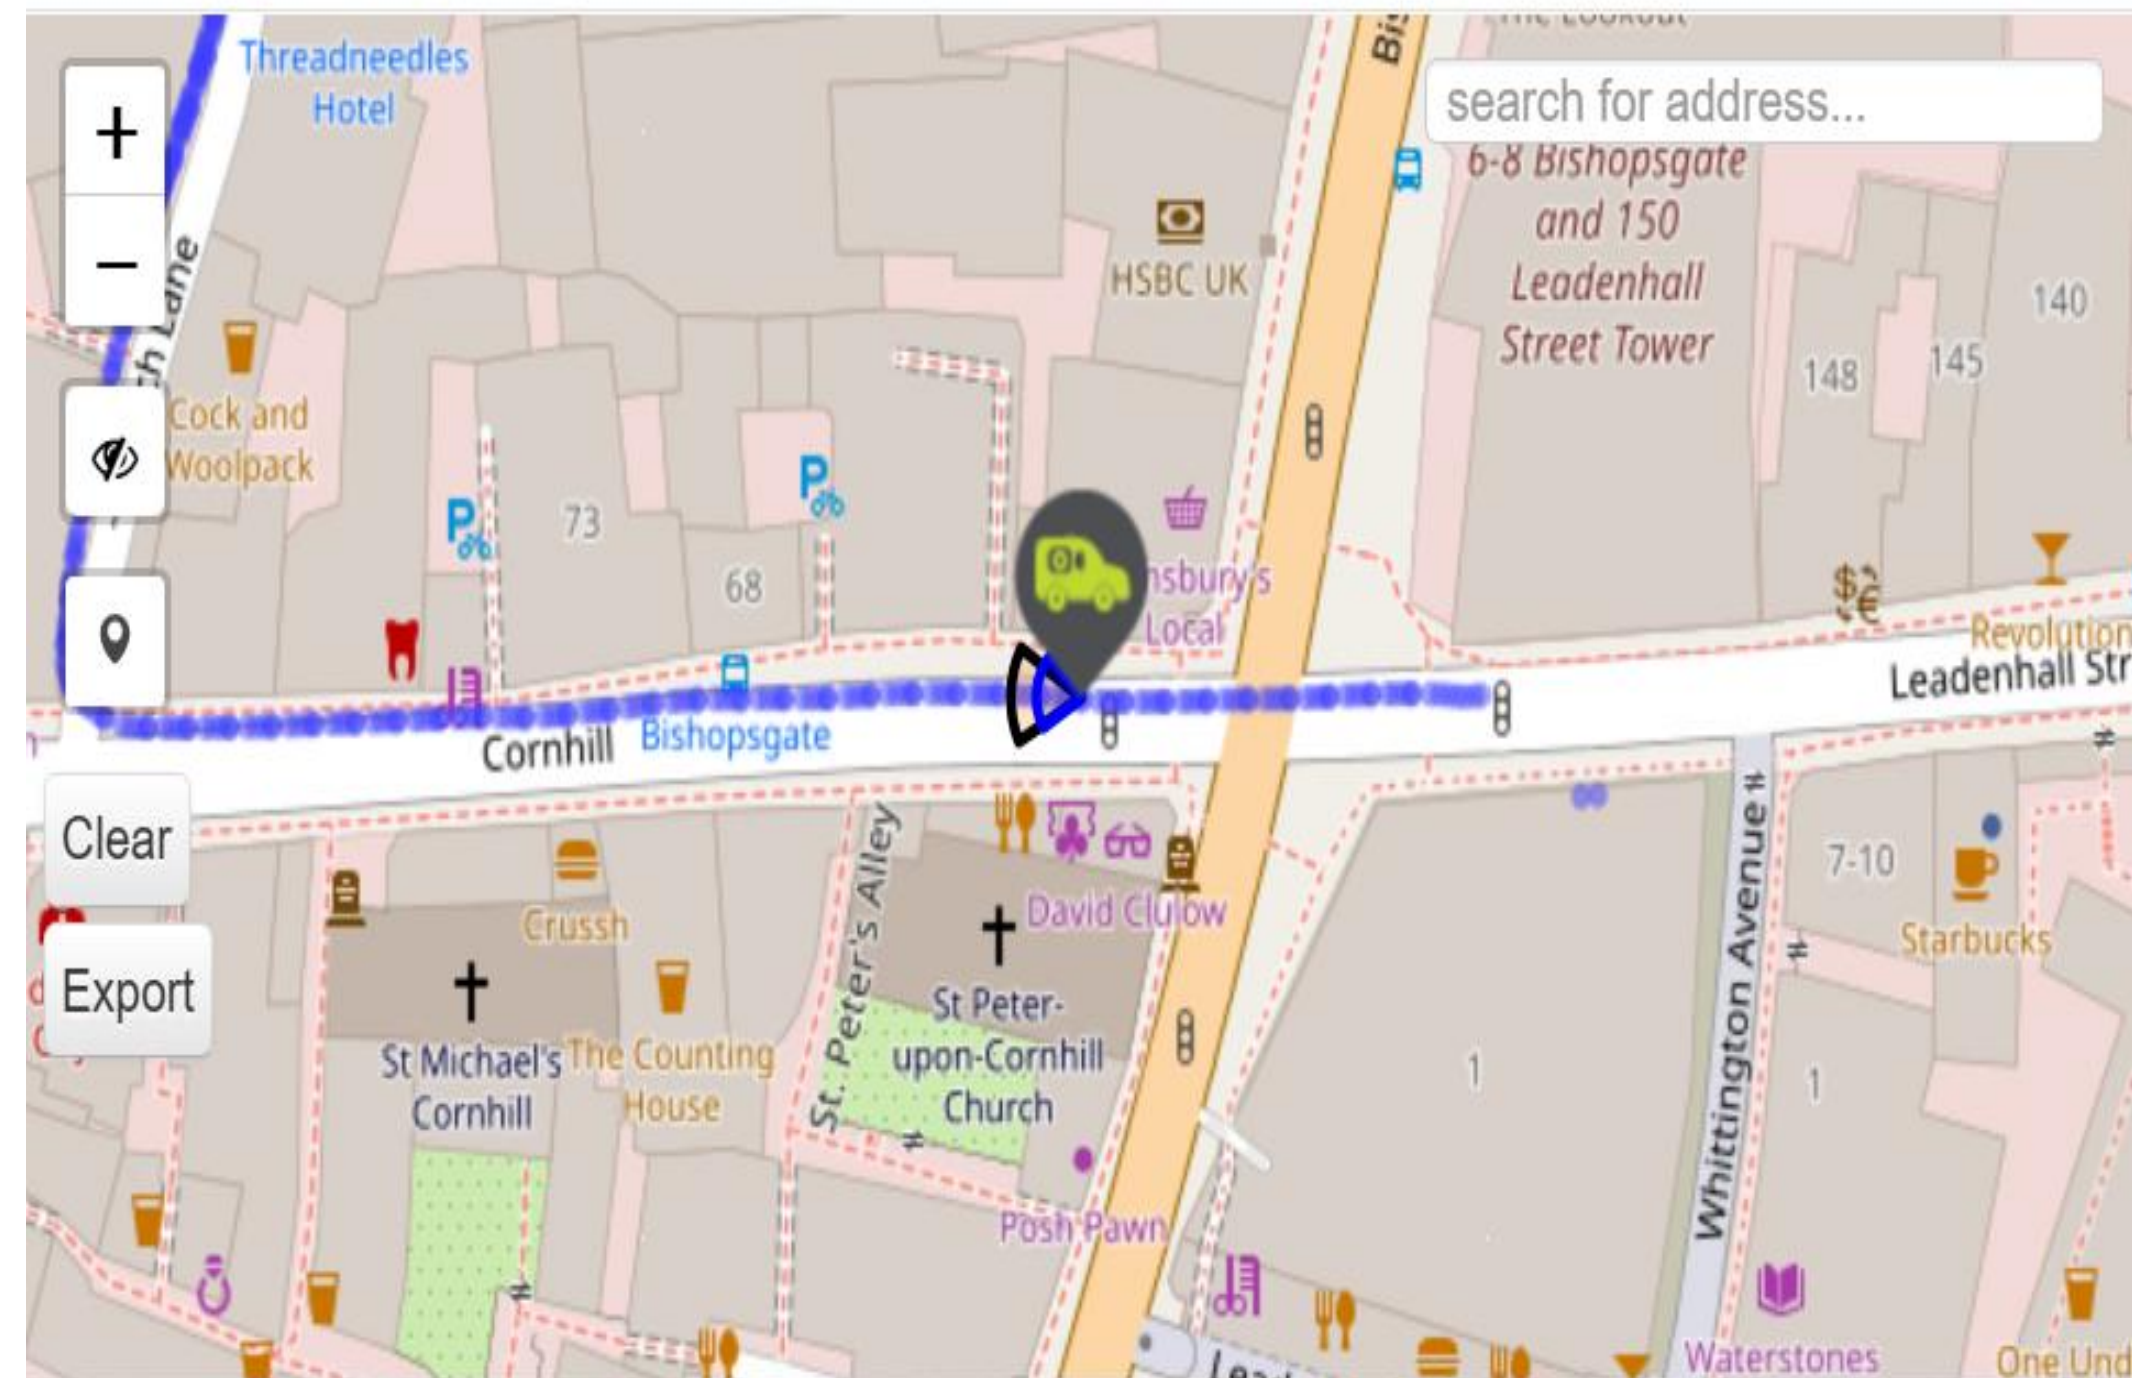 Threadneedles
Hotel
search for address...
6-8 Bishopsgate
and 150
Leadenhall
Street Tower
+
−
HSBC UK
140
148
145
Lane
Cock and
Woolpack
P
P
73
68
Local
$
€
Revolution
Leadenhall Str
Cornhill
Bishopsgate
Clear
Export
Crussh
St. Peter's Alley
David Clulow
Whittington Avenue
7-10
Starbucks
St Michael's
Cornhill
The Counting
House
St Peter-
upon-Cornhill
Church
1
1
Posh Pawn
Waterstones
One Und